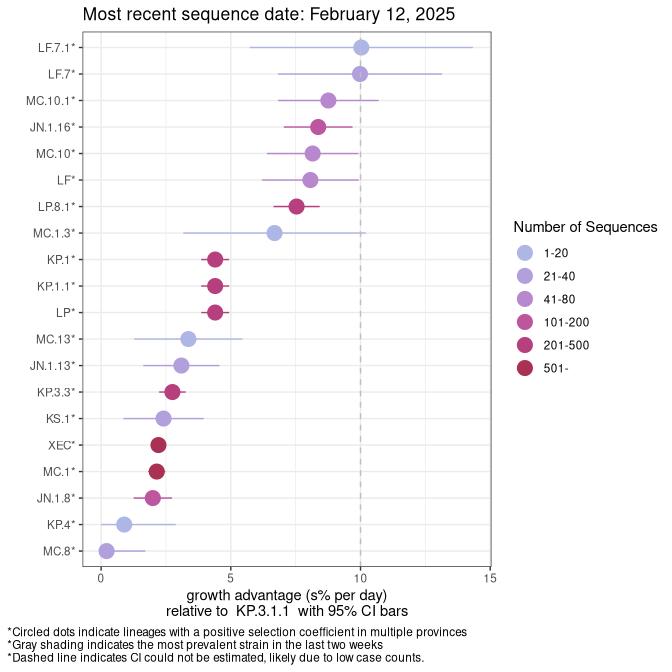 Most recent sequence date: February 12, 2025
LF.7.1*
LF.7*
MC.10.1*
JN.1.16*
MC.10*
LF*
LP.8.1*
MC.1.3*
KP.1*
KP.1.1*
LP*
MC.13*
JN.1.13*
KP.3.3*
KS.1*
XEC*
MC.1*
JN.1.8*
KP.4*
MC.8*
0 5 10 15
growth advantage (s% per day)
relative to KP.3.1.1 with 95% CI bars
Number of Sequences
1-20
21-40
41-80
101-200
201-500
501-
*Circled dots indicate lineages with a positive selection coefficient in multiple provinces
*Gray shading indicates the most prevalent strain in the last two weeks
*Dashed line indicates CI could not be estimated, likely due to low case counts.